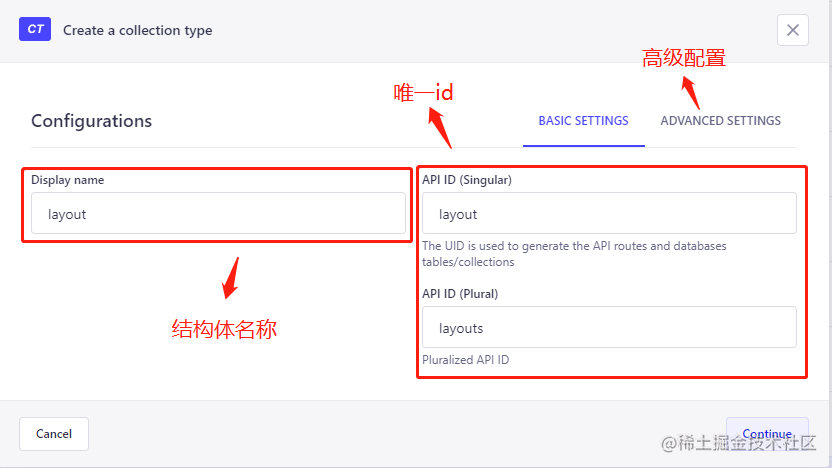 CT Create a collection type
高级配置
唯一id
Configurations
BASIC SETTINGS ADVANCED SETTINGS
Display name
layout
API ID (Singular)
layout
The UID is used to generate the API routes and databases
tables/collections
结构体名称
API ID (Plural)
layouts
Pluralized API ID
Cancel
Continue
@稀土掘金技术社区